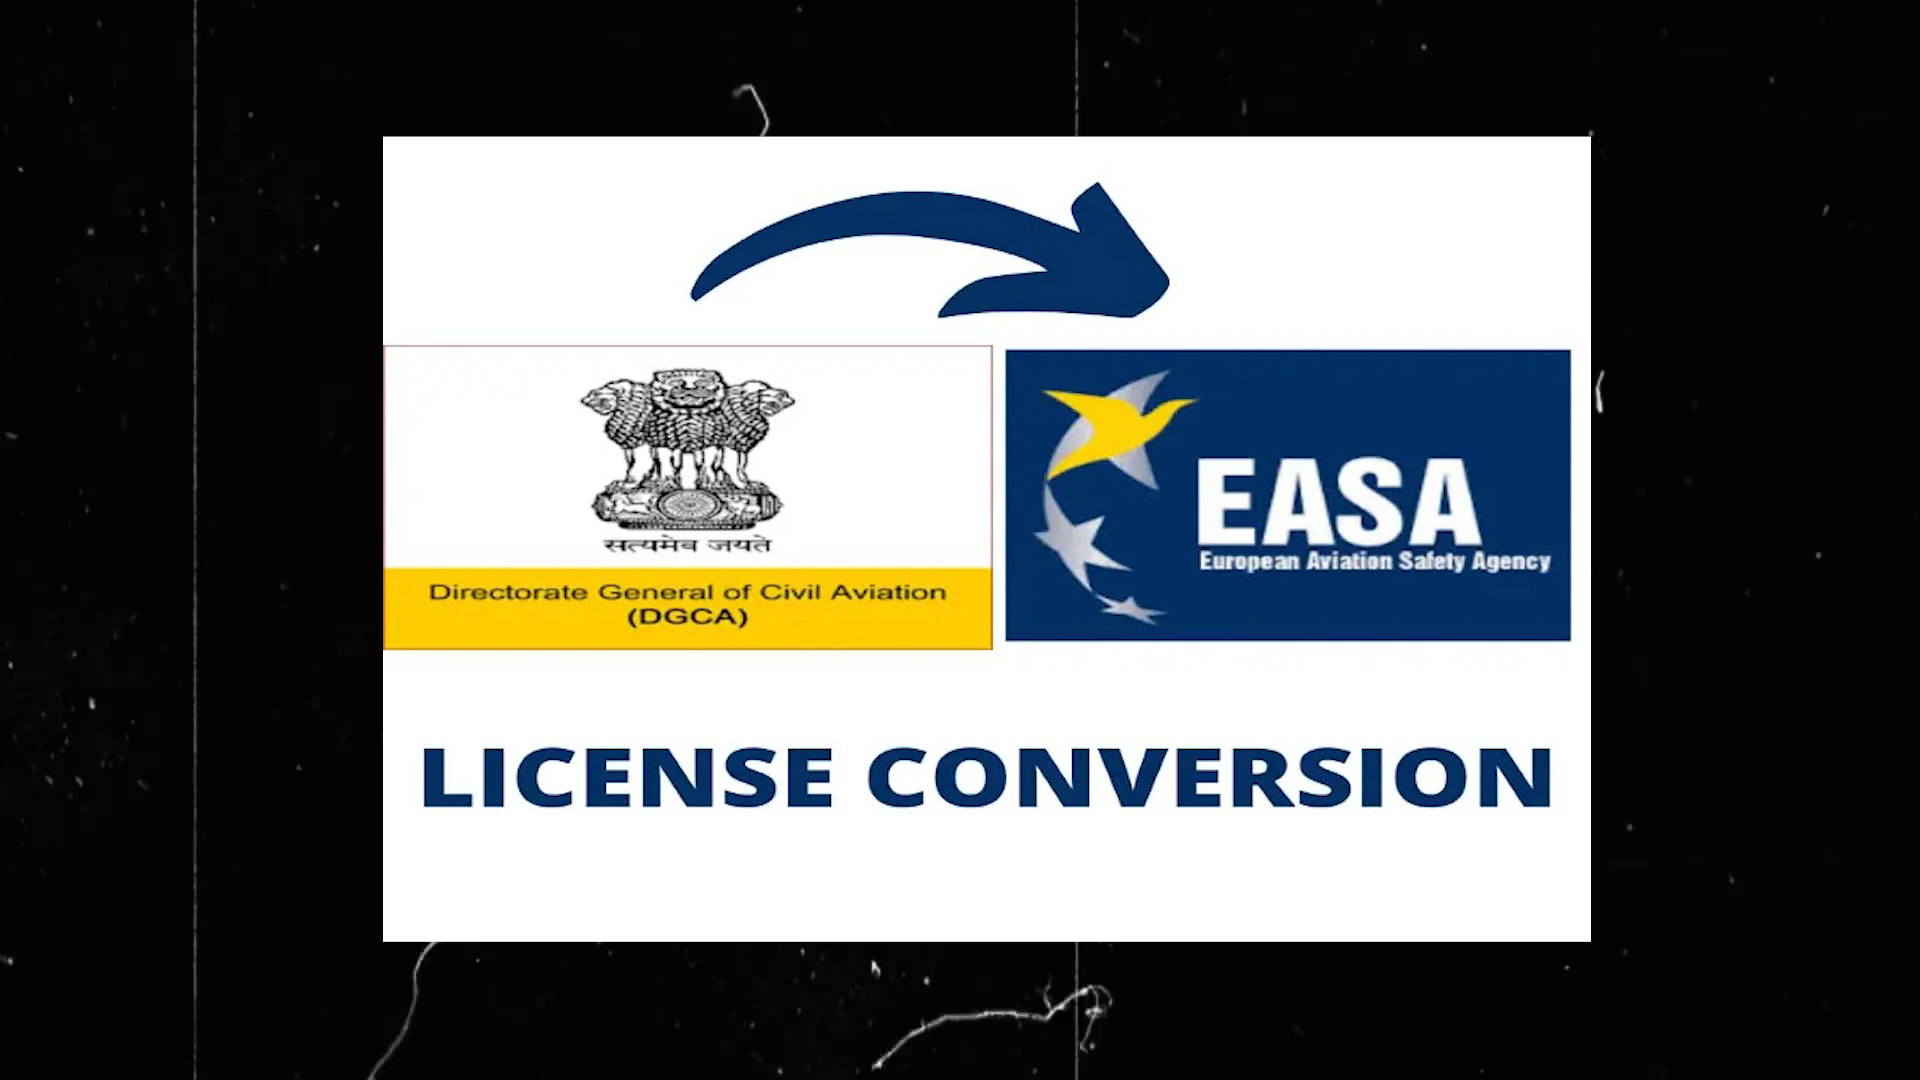 सत्यमेव जयते
Directorate General of Civil Aviation
(DGCA)
EASA
European Aviation Safety Agency
LICENSE CONVERSION